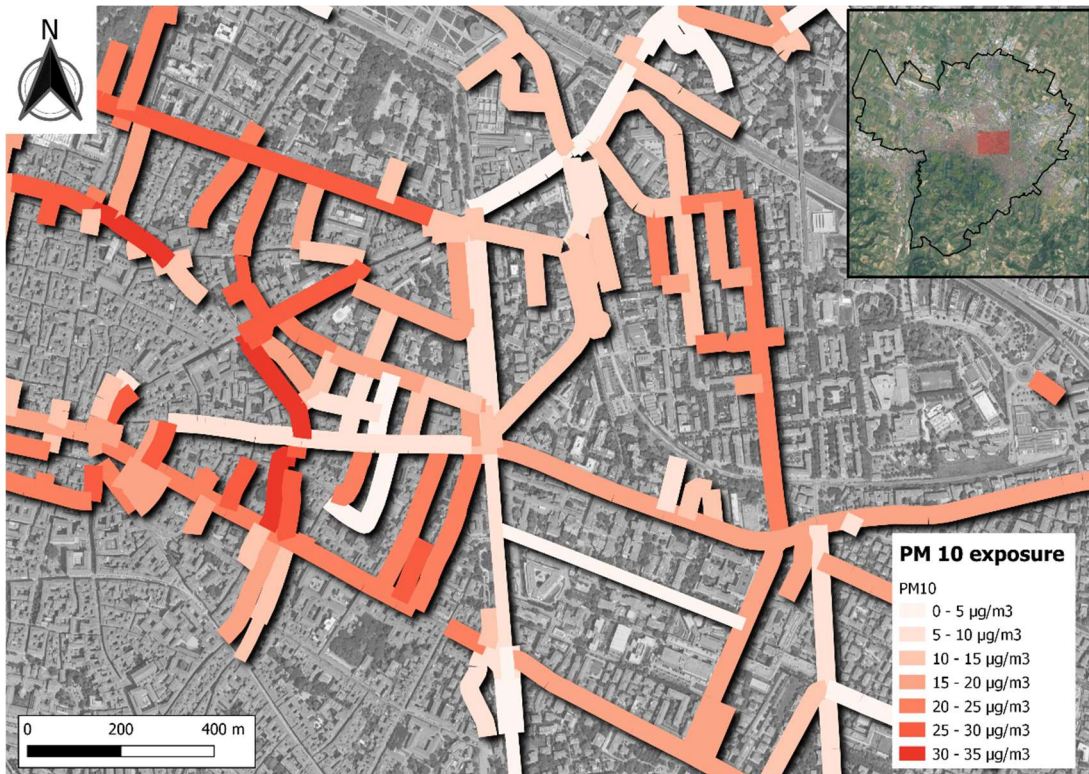 N
PM 10 exposure
PM10
0 - 5 µg/m3
5 - 10 µg/m3
10 - 15 µg/m3
15 - 20 µg/m3
20 - 25 µg/m3
25 - 30 µg/m3
30 - 35 µg/m3
0 200 400 m